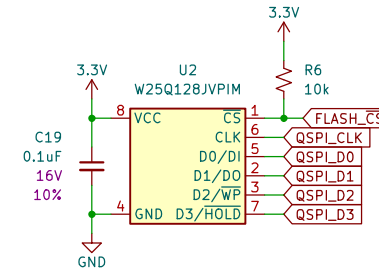 3.3V
3.3V
U2
W25Q128JVPIM
R6
10k
8
VCC
CS
1
FLASH_CS
CLK
6
QSPI_CLK
C19
0.1uF
16V
10%
D0/DI
5
QSPI_D0
D1/DO
2
QSPI_D1
D2/WP
3
QSPI_D2
4
GND
D3/HOLD
7
QSPI_D3
GND